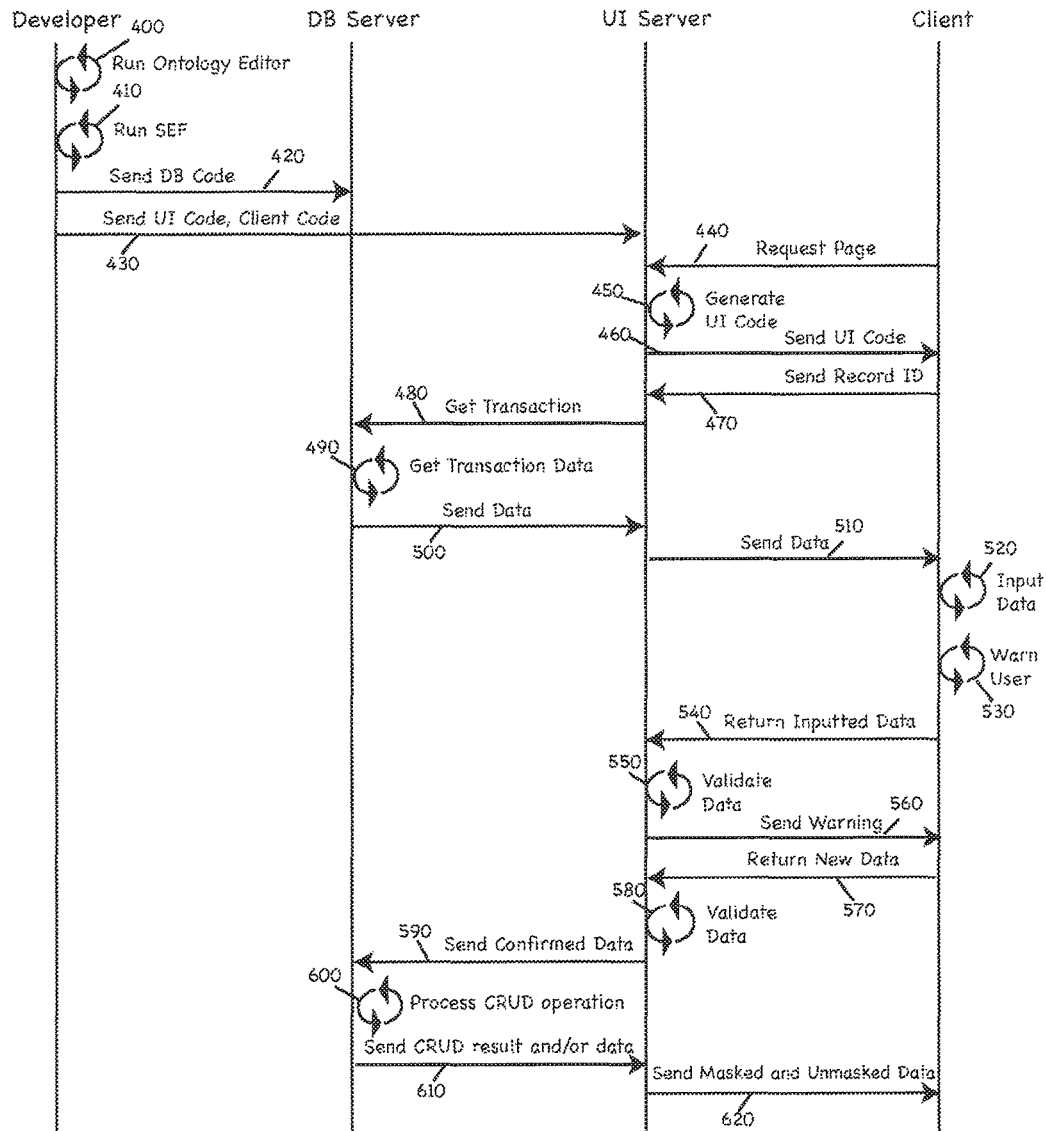 Developer DB Server UI Server Client
400
Run Ontology Editor
410
Run SEF
420
Send DB Code
Send UI Code, Client Code
430
440
Request Page
450
Generate
UI Code
460
Send UI Code
Send Record ID
470
480
Get Transaction
490
Get Transaction Data
Send Data
500
510
Send Data
520
Input
Data
Warn
User
530
540
Return Inputted Data
550
Validate
Data
560
Send Warning
Return New Data
570
580
Validate
Data
590
Send Confirmed Data
600
Process CRUD operation
Send CRUD result and/or data
610
Send Masked and Unmasked Data
620